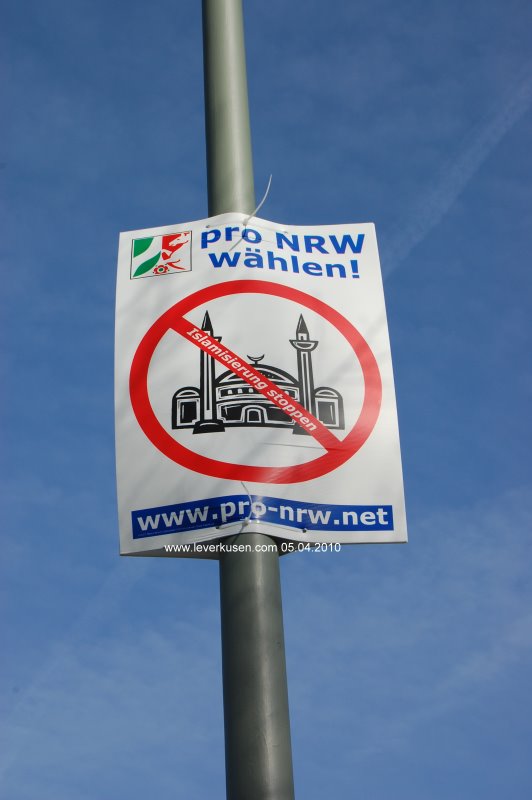 pro NRW
wählen!
Islamisierung stoppen
www.pro-nrw.net
www.leverkusen.com 05.04.2010